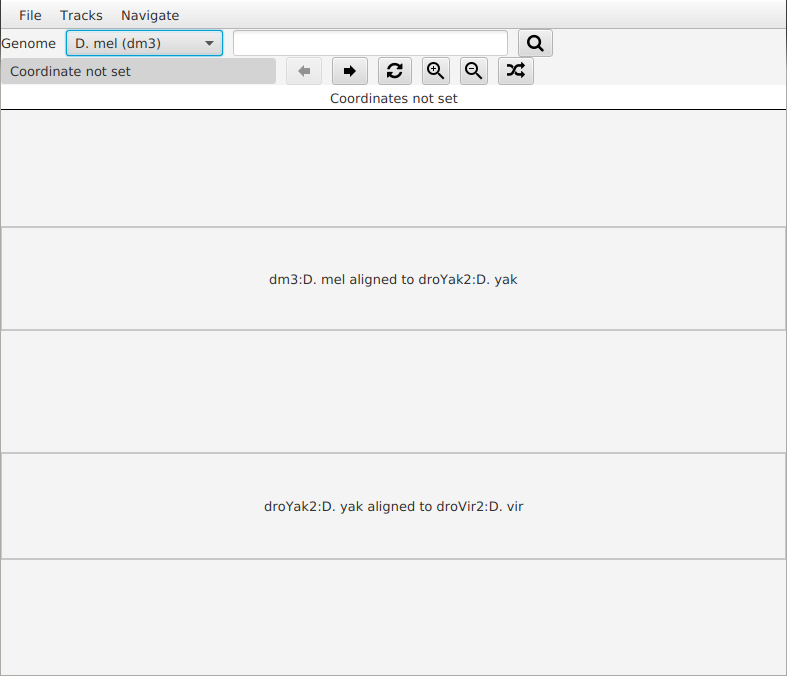 File Tracks Navigate
Genome D. mel (dm3)
Coordinate not set
Coordinates not set
dm3:D. mel aligned to droYak2:D. yak
droYak2:D. yak aligned to droVir2:D. vir